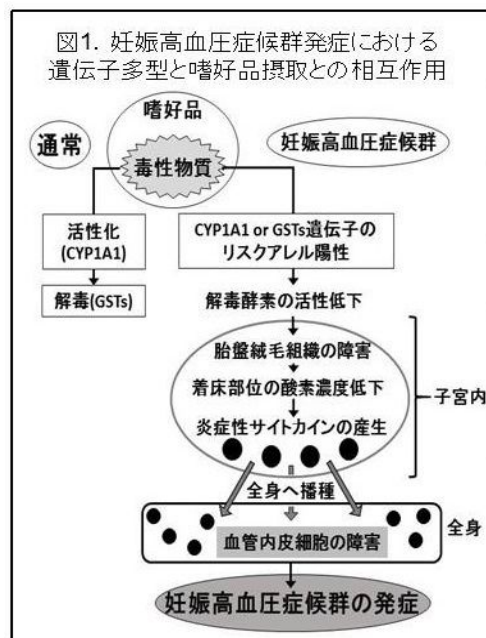 図1. 妊娠高血圧症候群発症における
遺伝子多型と嗜好品摂取との相互作用
嗜好品
通常
毒性物質
妊娠高血圧症候群
活性化
(CYP1A1)
CYP1A1 or GSTs遺伝子の
リスクアレル陽性
解毒(GSTs)
解毒酵素の活性低下
胎盤絨毛組織の障害
着床部位の酸素濃度低下
子宮内
炎症性サイトカインの産生
全身へ播種
全身
血管内皮細胞の障害
妊娠高血圧症候群の発症